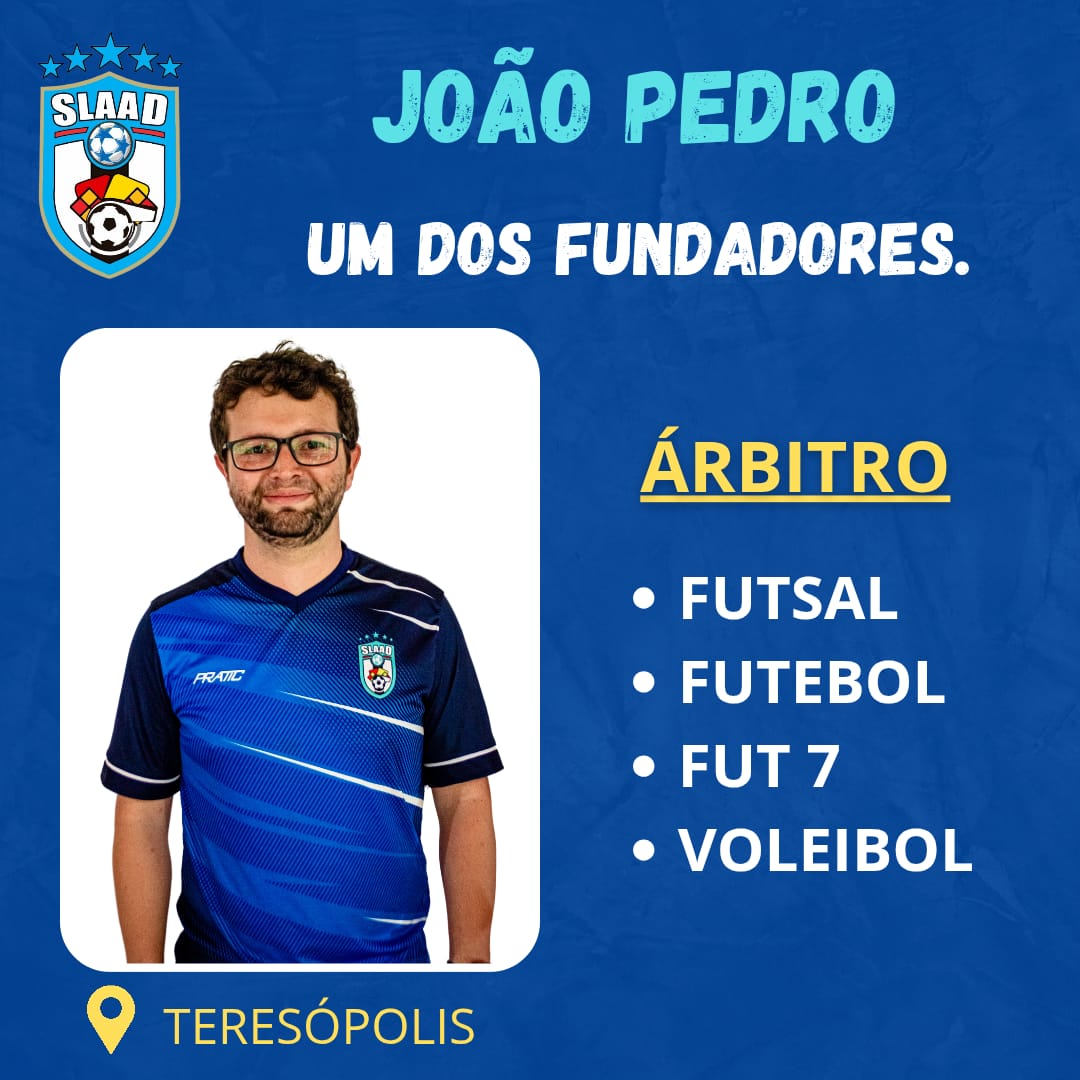 SLAAD
JOÃO PEDRO
UM DOS FUNDADORES.
ÁRBITRO
• FUTSAL
• FUTEBOL
• FUT 7
• VOLEIBOL
PRATIC
SLAAD
TERESÓPOLIS